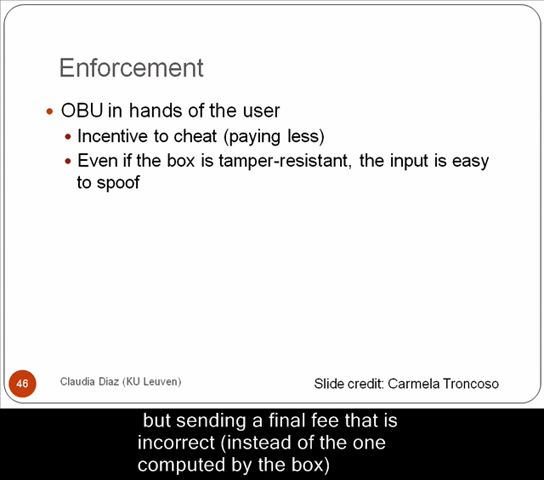 Enforcement
• OBU in hands of the user
• Incentive to cheat (paying less)
• Even if the box is tamper-resistant, the input is easy
to spoof
46
Claudia Diaz (KU Leuven)
Slide credit: Carmela Troncoso
but sending a final fee that is
incorrect (instead of the one
computed by the box)